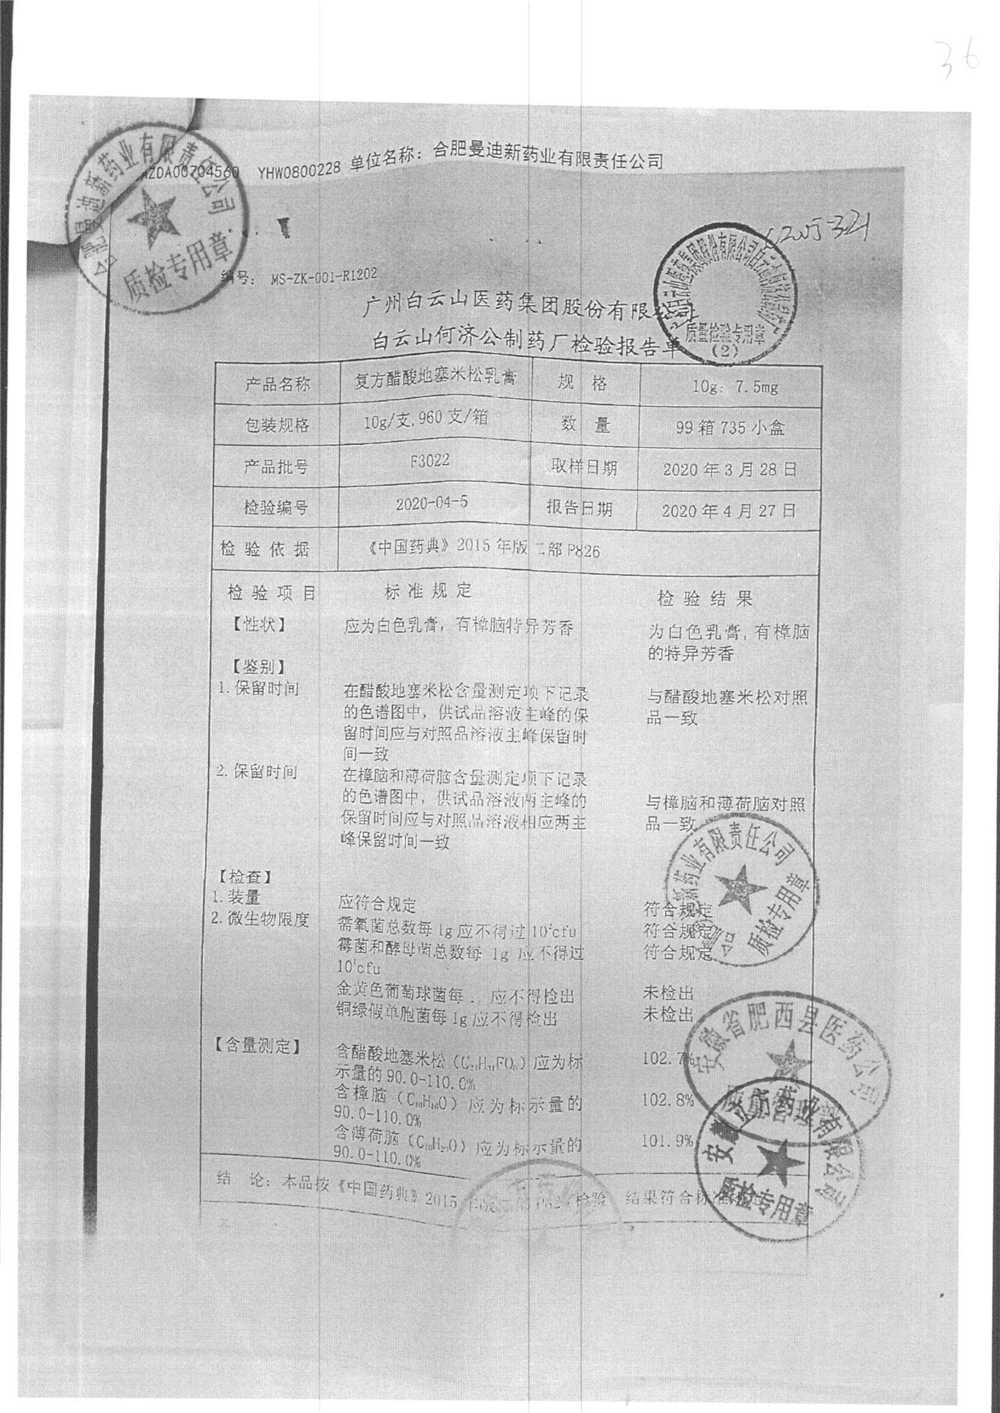 36
YHW0800228 单位名称：合肥曼迪新药业有限责任公司
质检专用章
编号：MS-ZK-001-R1202
质量检验专用章
（2）
广州白云山医药集团股份有限公司
白云山何济公制药厂检验报告单
产品名称 复方醋酸地塞米松乳膏 规 格 10g：7.5mg
包装规格 10g/支,960支/箱 数 量 99箱735小盒
产品批号 F3022 取样日期 2020年3月28日
检验编号 2020-04-5 报告日期 2020年4月27日
检验依据 《中国药典》2015年版二部P826
检验项目 标准规定 检验结果
【性状】 应为白色乳膏，有樟脑特异芳香 为白色乳膏,有樟脑
的特异芳香
【鉴别】
1.保留时间 在醋酸地塞米松含量测定项下记录 与醋酸地塞米松对照
的色谱图中，供试品溶液主峰的保 品一致
留时间应与对照品溶液主峰保留时
间一致
2.保留时间 在樟脑和薄荷脑含量测定项下记录
的色谱图中，供试品溶液两主峰的 与樟脑和薄荷脑对照
保留时间应与对照品溶液相应两主 品一致
峰保留时间一致
【检查】
1.装量 应符合规定 符合规定
2.微生物限度 需氧菌总数每1g应不得过 cfu 符合规定
霉菌和酵母菌总数每1g应不得过 符合规定
cfu
金黄色葡萄球菌每 应不得检出 未检出
铜绿假单胞菌每1g应不得检出 未检出
【含量测定】 含醋酸地塞米松 应为标 102.7%
示量的90.0-110.0%
含樟脑 应为标示量的 102.8%
90.0-110.0%
含薄荷脑 应为标示量的 101.9%
90.0-110.0%
结 论：本品按《中国药典》2015 检验 结果符合标准
质检专用章
安徽省肥西县医药公司
质检专用章